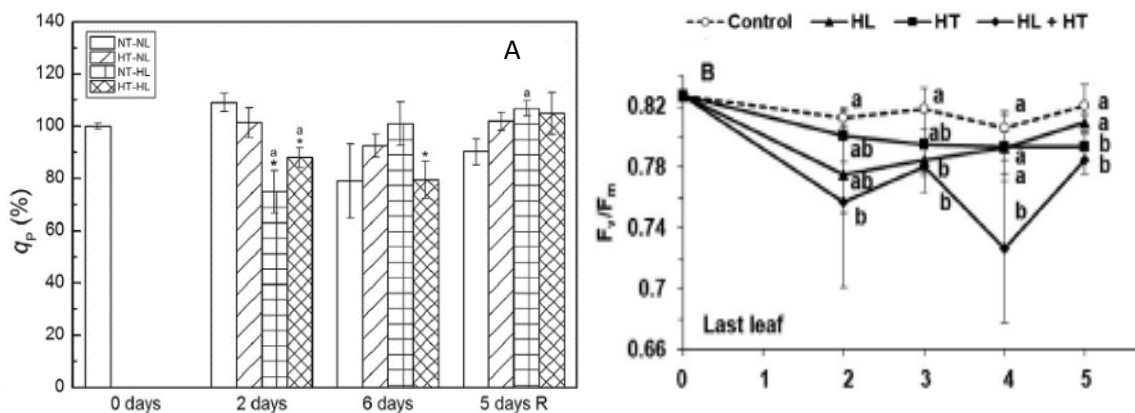 A
NT-NL
HT-NL
NT-HL
HT-HL
qP (%)
140
120
100
80
60
40
20
0
a
*
a
*
*
a
0 days 2 days 6 days 5 days R
Control HL HT HL + HT
B
Fv/Fm
0.82
0.78
0.74
0.7
0.66
a a a a
ab ab a a
ab b a b
b b b b
Last leaf
0 1 2 3 4 5